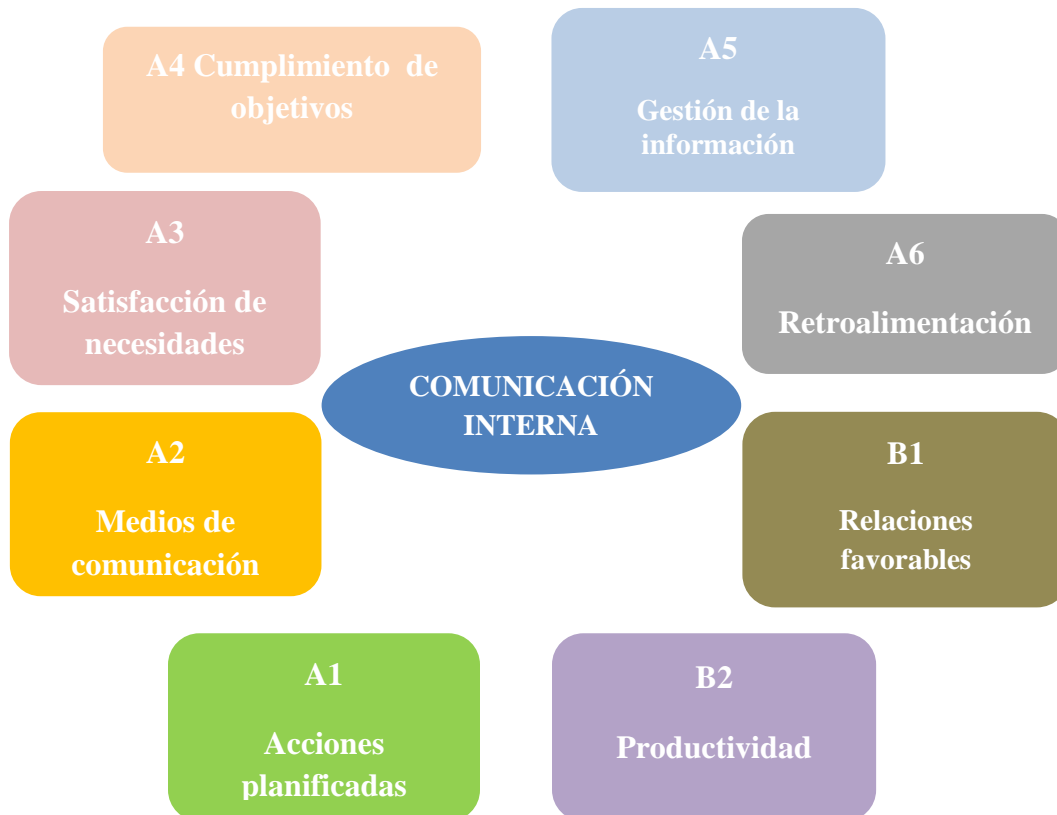 A4 Cumplimiento de
objetivos
A5
Gestión de la
información
A3
Satisfacción de
necesidades
A6
Retroalimentación
COMUNICACIÓN
INTERNA
A2
Medios de
comunicación
B1
Relaciones
favorables
A1
Acciones
planificadas
B2
Productividad